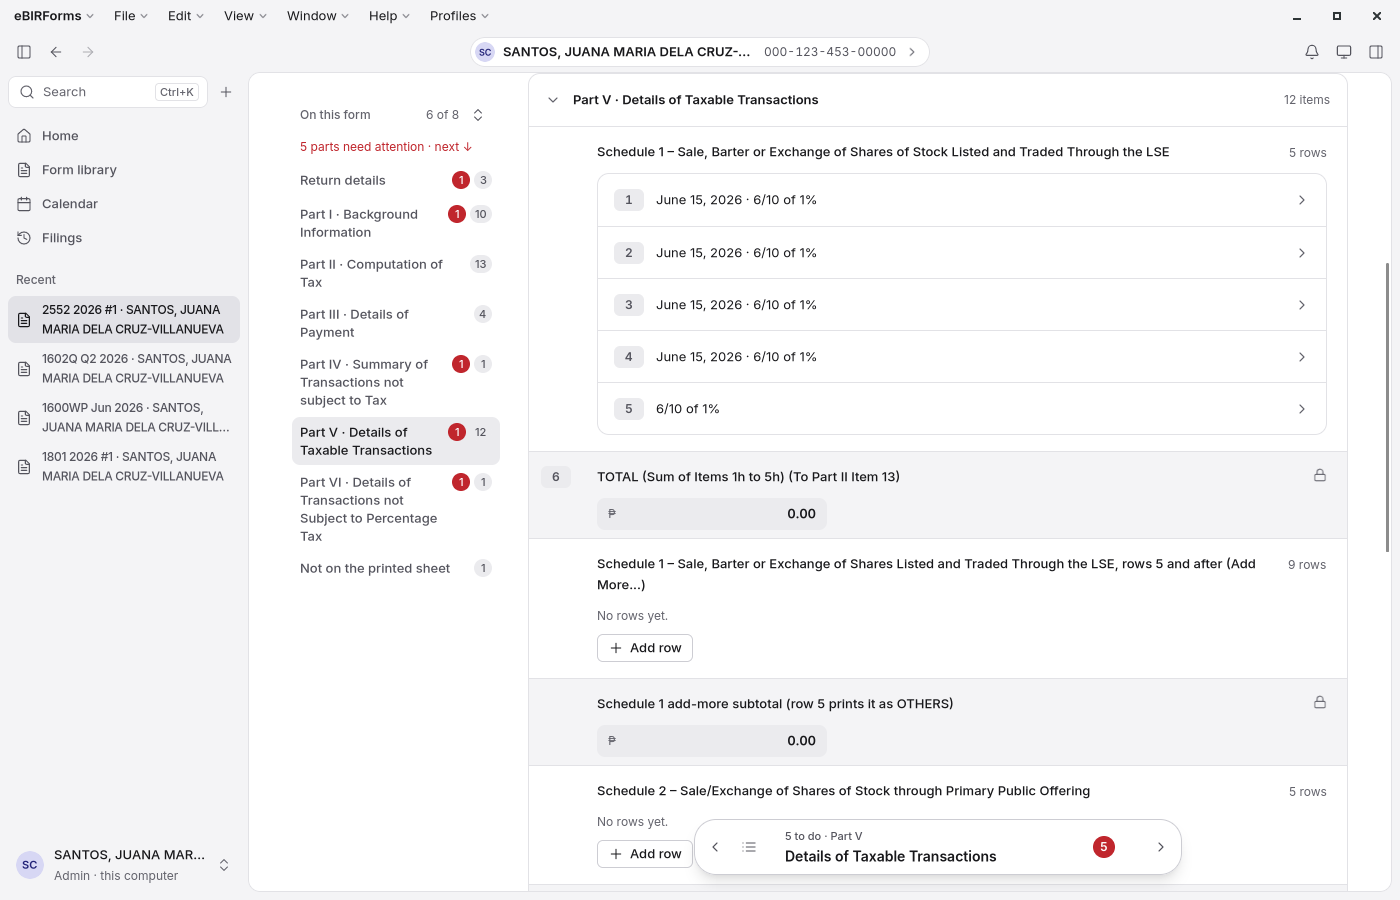 eBIRForms
File
Edit
View
Window
Help
Profiles
SC
SANTOS, JUANA MARIA DELA CRUZ-...
000-123-453-00000
Search
Ctrl+K
Home
Form library
Calendar
Filings
Recent
2552 2026 #1 · SANTOS, JUANA
MARIA DELA CRUZ-VILLANUEVA
1602Q Q2 2026 · SANTOS, JUANA
MARIA DELA CRUZ-VILLANUEVA
1600WP Jun 2026 · SANTOS,
JUANA MARIA DELA CRUZ-VILL...
1801 2026 #1 · SANTOS, JUANA
MARIA DELA CRUZ-VILLANUEVA
SC
SANTOS, JUANA MAR...
Admin · this computer
On this form
6 of 8
5 parts need attention · next ↓
Return details
1
3
Part I · Background
Information
1
10
Part II · Computation of
Tax
13
Part III · Details of
Payment
4
Part IV · Summary of
Transactions not
subject to Tax
1
1
Part V · Details of
Taxable Transactions
1
12
Part VI · Details of
Transactions not
Subject to Percentage
Tax
1
1
Not on the printed sheet
1
Part V · Details of Taxable Transactions
12 items
Schedule 1 – Sale, Barter or Exchange of Shares of Stock Listed and Traded Through the LSE
5 rows
1
June 15, 2026 · 6/10 of 1%
2
June 15, 2026 · 6/10 of 1%
3
June 15, 2026 · 6/10 of 1%
4
June 15, 2026 · 6/10 of 1%
5
6/10 of 1%
6
TOTAL (Sum of Items 1h to 5h) (To Part II Item 13)
₱
0.00
Schedule 1 – Sale, Barter or Exchange of Shares Listed and Traded Through the LSE, rows 5 and after (Add
More...)
9 rows
No rows yet.
Add row
Schedule 1 add-more subtotal (row 5 prints it as OTHERS)
₱
0.00
Schedule 2 – Sale/Exchange of Shares of Stock through Primary Public Offering
5 rows
No rows yet.
Add row
5 to do · Part V
Details of Taxable Transactions
5